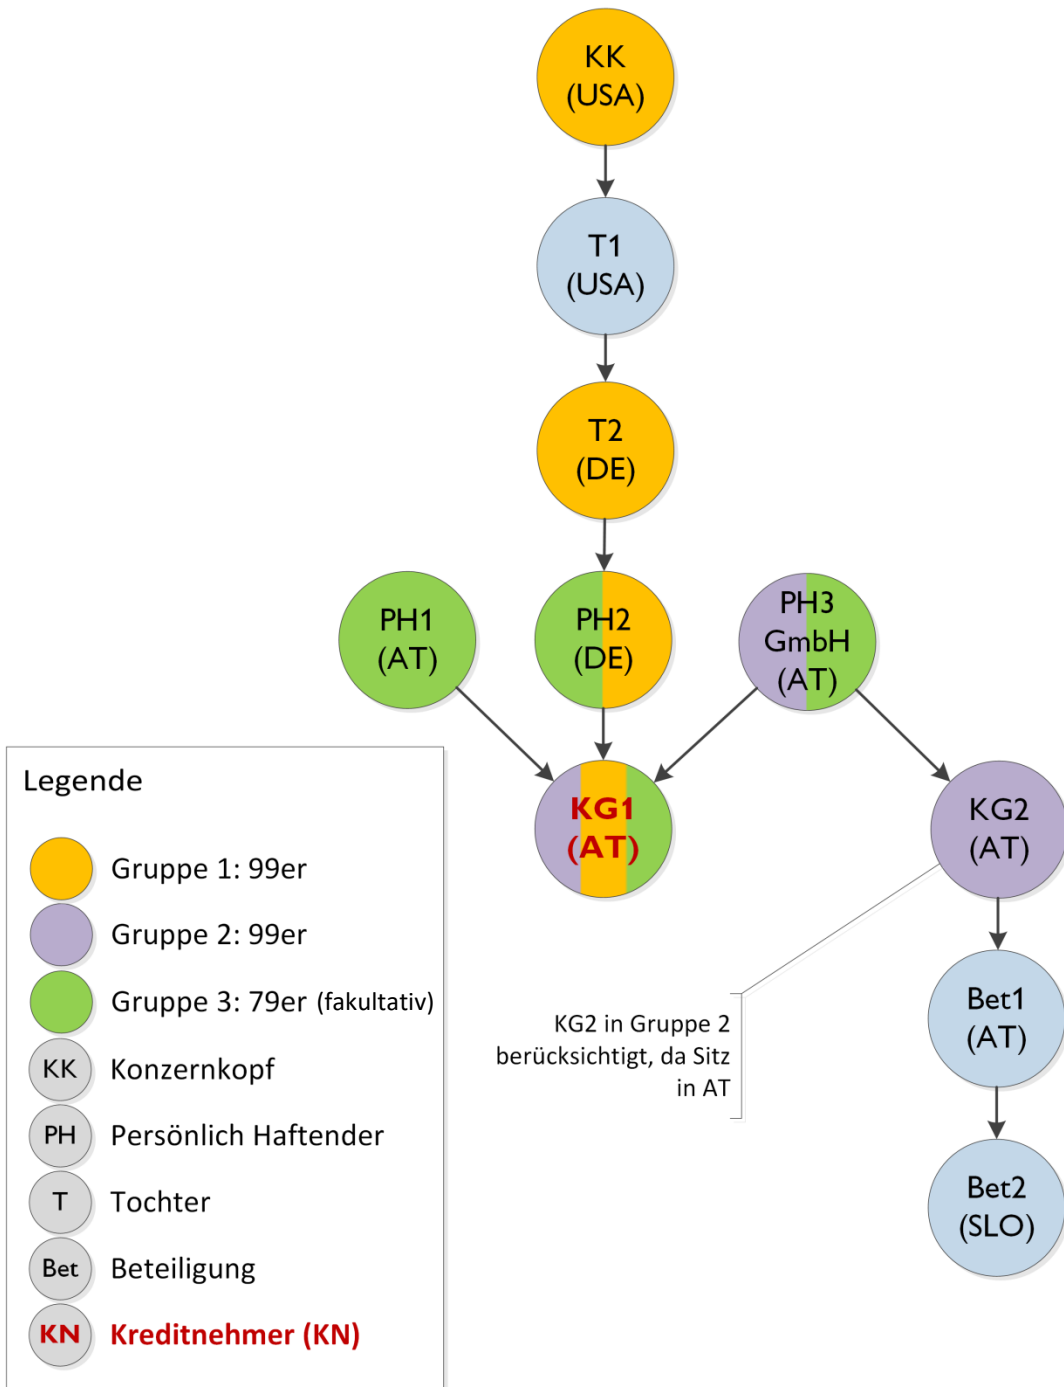 KK
(USA)
T1
(USA)
T2
(DE)
PH1
(AT)
PH2
(DE)
PH3
GmbH
(AT)
KG1
(AT)
KG2
(AT)
KG2 in Gruppe 2
berücksichtigt, da Sitz
in AT
Bet1
(AT)
Bet2
(SLO)
Legende
Gruppe 1: 99er
Gruppe 2: 99er
Gruppe 3: 79er (fakultativ)
KK Konzernkopf
PH Persönlich Haftender
T Tochter
Bet Beteiligung
KN Kreditnehmer (KN)